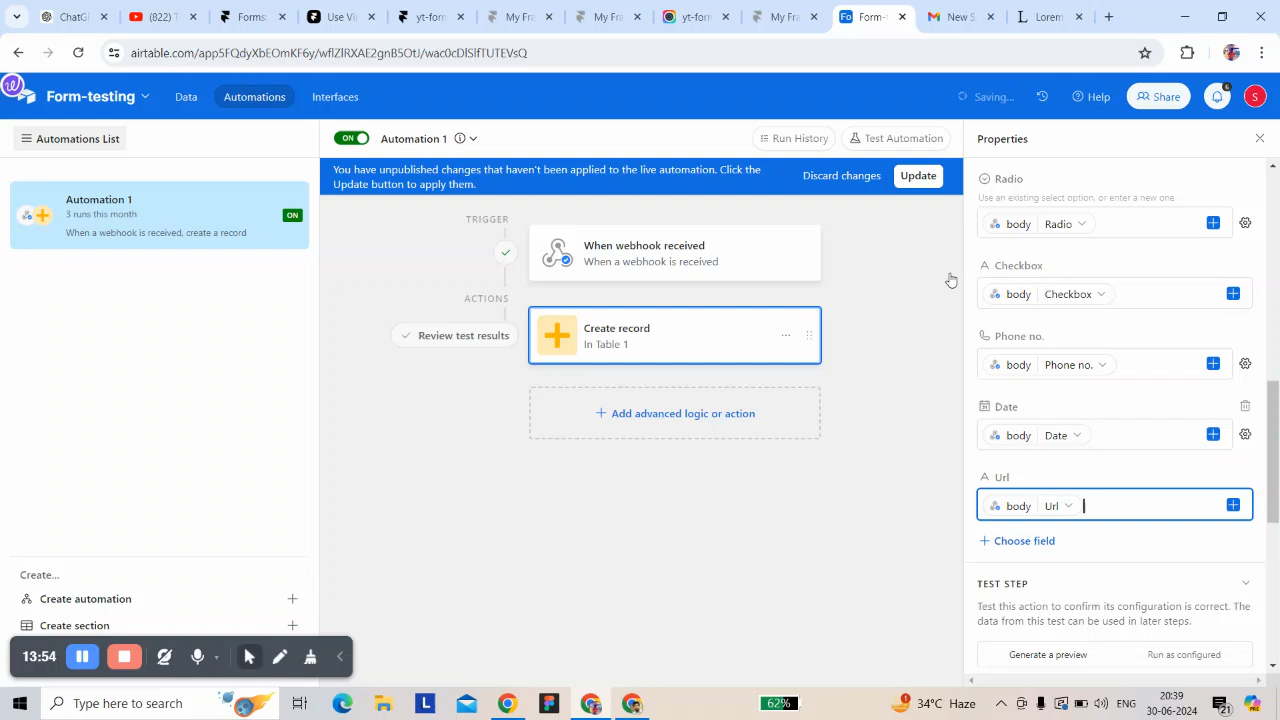 ChatG
(822) T
Forms
Use Vi
yt-form
My Fra
My Fra
yt-form
My Fra
Form-
New S
Lorem
airtable.com/app5FQdyXbEOmKF6y/wflZlRXAE2gnB5OtJ/wac0cDlSlfTUTEVsQ
Form-testing
Data
Automations
Interfaces
Saving...
Help
Share
6
S
Automations List
ON
Automation 1
Run History
Test Automation
Properties
You have unpublished changes that haven't been applied to the live automation. Click the
Update button to apply them.
Discard changes
Update
Automation 1
3 runs this month
When a webhook is received, create a record
ON
TRIGGER
When webhook received
When a webhook is received
ACTIONS
Review test results
Create record
In Table 1
Add advanced logic or action
Radio
Use an existing select option, or enter a new one
body Radio
Checkbox
body Checkbox
Phone no.
body Phone no.
Date
body Date
Url
body Url
Choose field
TEST STEP
Test this action to confirm its configuration is correct. The
data from this test can be used in later steps.
Generate a preview
Run as configured
Create...
Create automation
Create section
13:54
Type here to search
62%
34°C Haze
ENG
20:39
30-06-2024
21